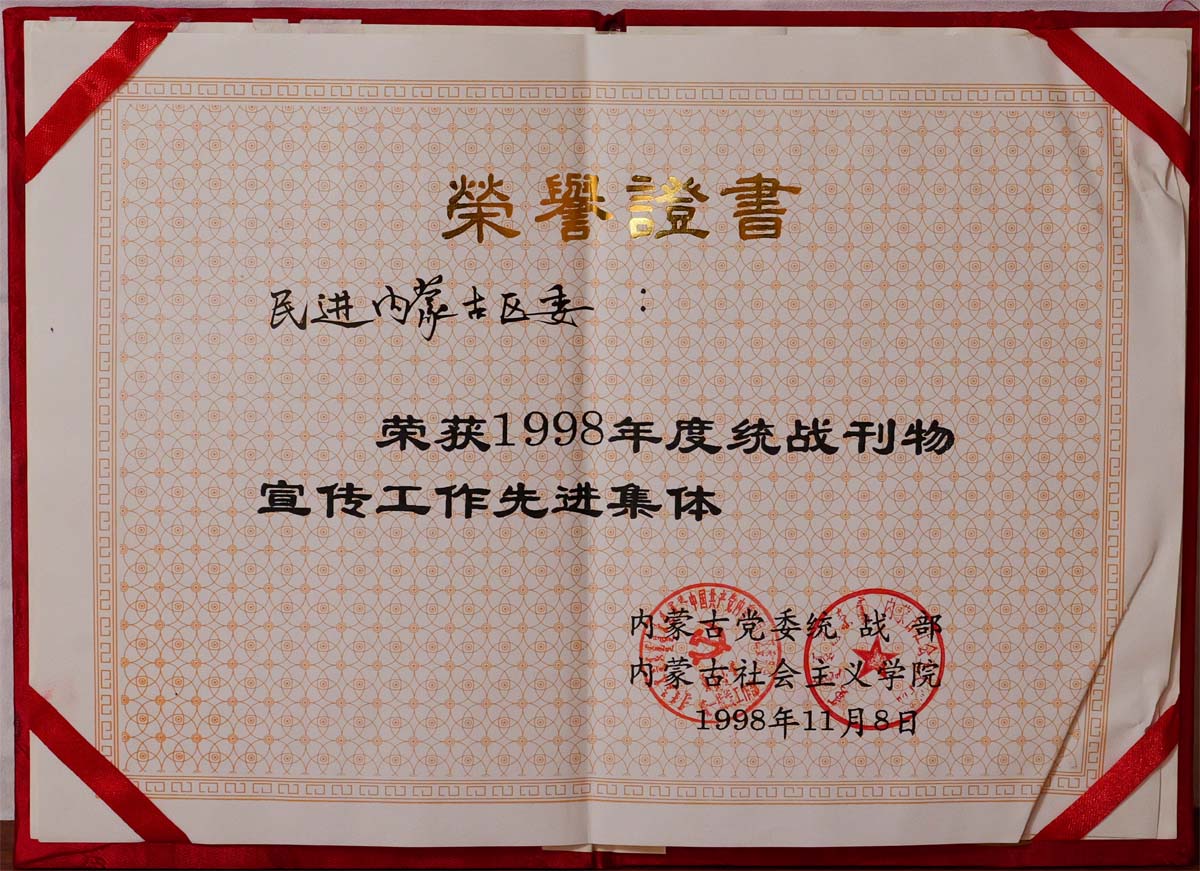 榮譽證書
民进内蒙古区委：
荣获1998年度统战刊物
宣传工作先进集体
内蒙古党委统战部
内蒙古社会主义学院
1998年11月8日